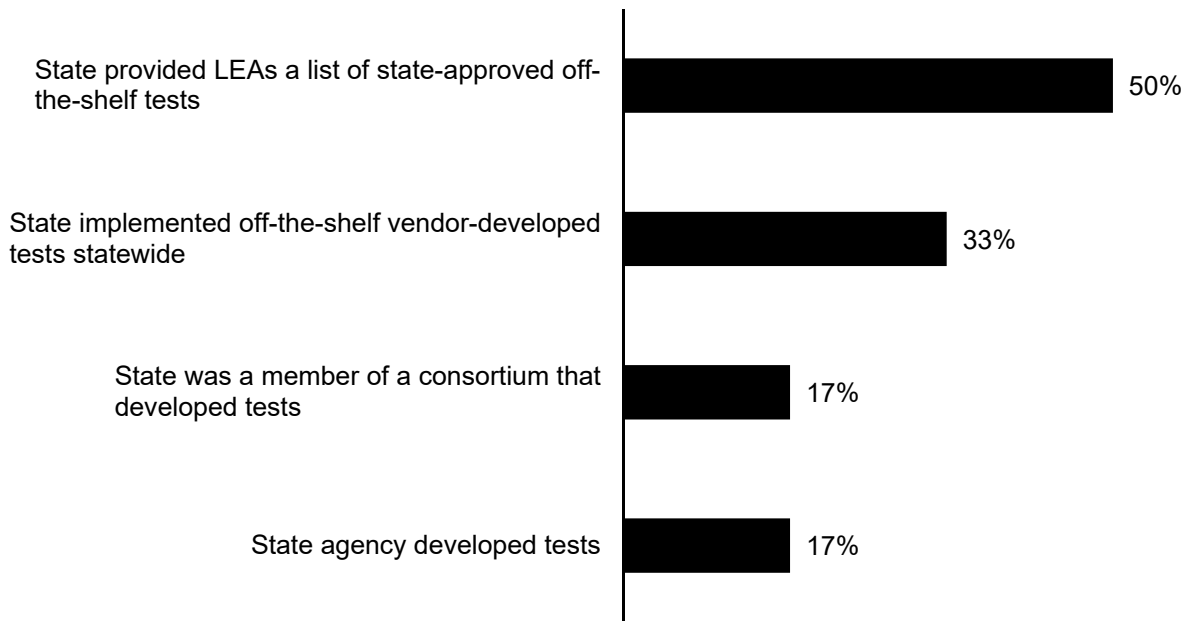 State provided LEAs a list of state-approved off-
the-shelf tests
50%
State implemented off-the-shelf vendor-developed
tests statewide
33%
State was a member of a consortium that
developed tests
17%
State agency developed tests
17%